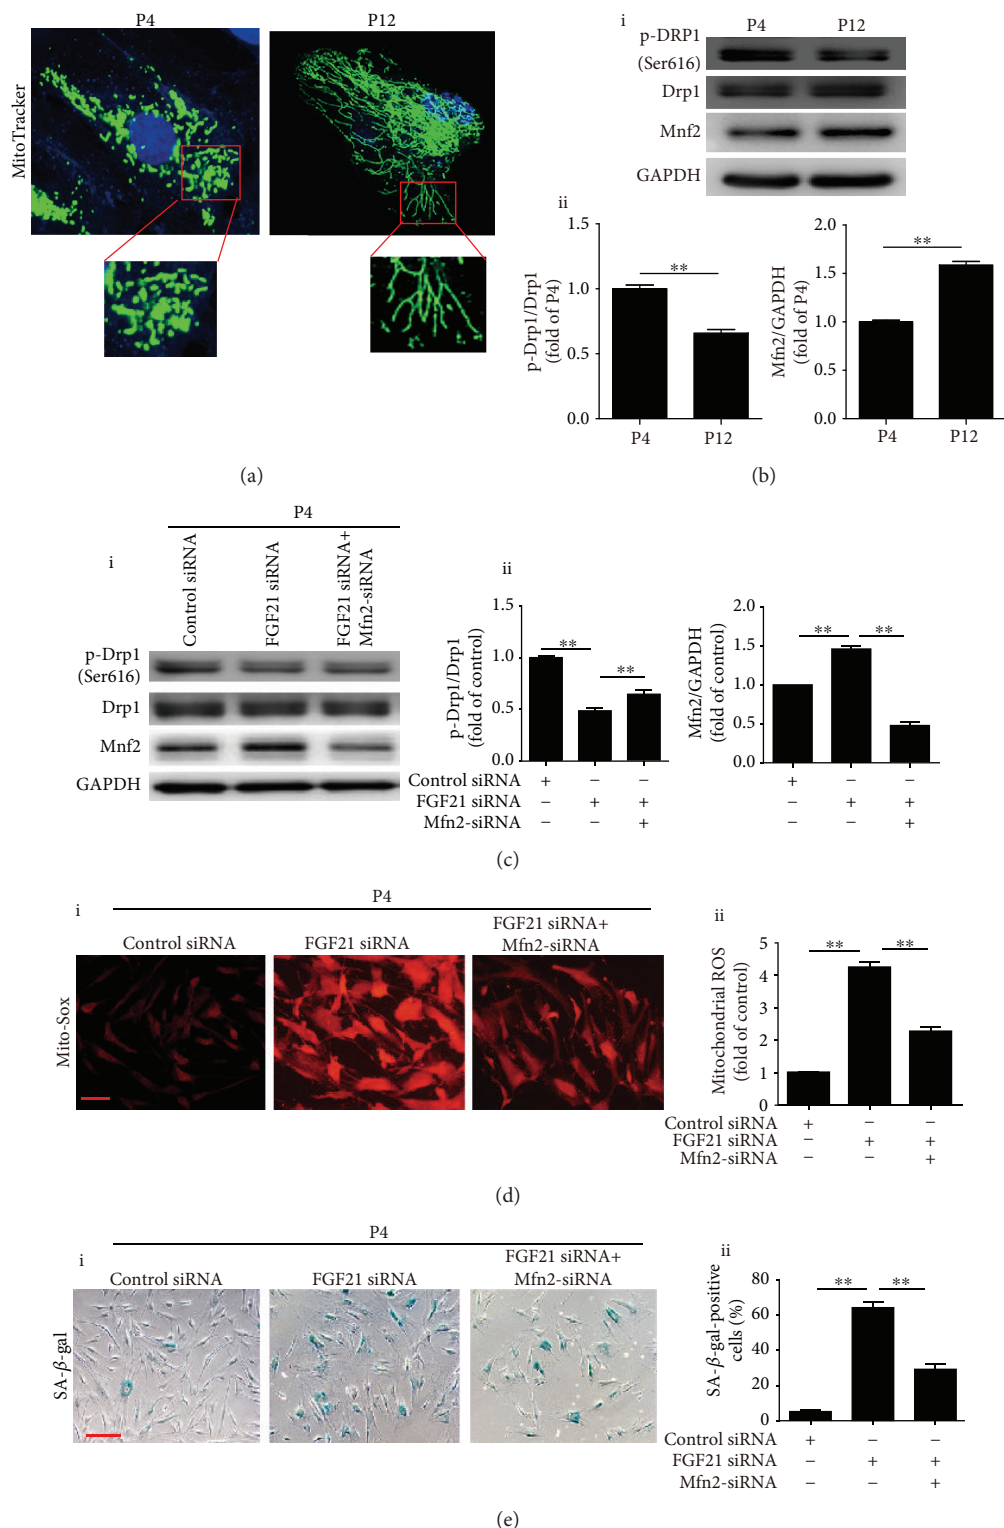 P4 P12
MitoTracker
(a)
i
P4 P12
p-DRP1
(Ser616)
Drp1
Mnf2
GAPDH
ii
p-Drp1/Drp1
(fold of P4)
1.5
1.0
0.5
0.0
**
P4 P12
Mfn2/GAPDH
(fold of P4)
2.0
1.5
1.0
0.5
0.0
**
P4 P12
(b)
P4
i
Control siRNA
FGF21 siRNA
FGF21 siRNA+
Mfn2-siRNA
p-Drp1
(Ser616)
Drp1
Mnf2
GAPDH
ii
p-Drp1/Drp1
(fold of control)
1.5
1.0
0.5
0.0
** **
Mfn2/GAPDH
(fold of control)
2.0
1.5
1.0
0.5
0.0
** **
Control siRNA + − − + − −
FGF21 siRNA − + + − + +
Mfn2-siRNA − − + − − +
(c)
i
P4
Control siRNA FGF21 siRNA
FGF21 siRNA+
Mfn2-siRNA
Mito-Sox
ii
Mitochondrial ROS
(fold of control)
5
4
3
2
1
0
** **
Control siRNA + − −
FGF21 siRNA − + +
Mfn2-siRNA − − +
(d)
i
P4
Control siRNA FGF21 siRNA
FGF21 siRNA+
Mfn2-siRNA
SA-β-gal
ii
SA-β-gal-positive
cells (%)
80
60
40
20
0
** **
Control siRNA + − −
FGF21 siRNA − + +
Mfn2-siRNA − − +
(e)